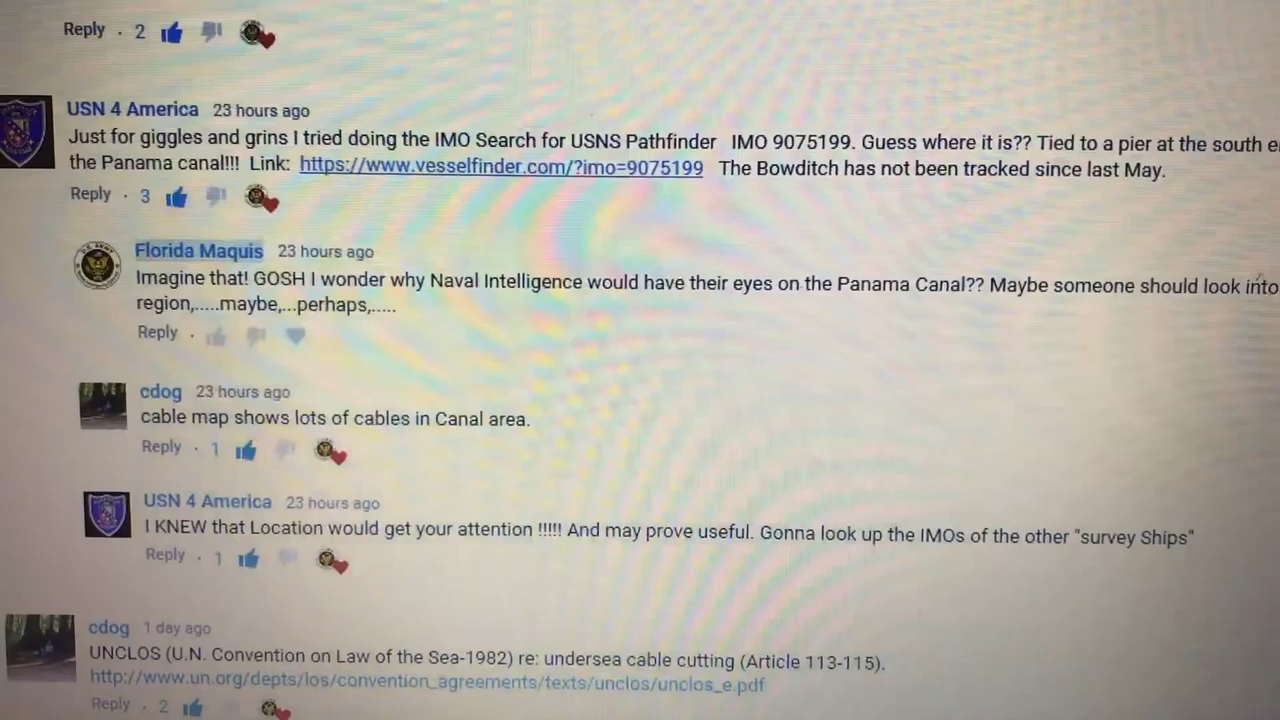 Reply · 2
USN 4 America 23 hours ago
Just for giggles and grins I tried doing the IMO Search for USNS Pathfinder IMO 9075199. Guess where it is?? Tied to a pier at the south
the Panama canal!!! Link: https://www.vesselfinder.com/?imo=9075199 The Bowditch has not been tracked since last May.
Reply · 3
Florida Maquis 23 hours ago
Imagine that! GOSH I wonder why Naval Intelligence would have their eyes on the Panama Canal?? Maybe someone should look into
region,.....maybe,...perhaps,.....
Reply ·
cdog 23 hours ago
cable map shows lots of cables in Canal area.
Reply · 1
USN 4 America 23 hours ago
I KNEW that Location would get your attention !!!!! And may prove useful. Gonna look up the IMOs of the other "survey Ships"
Reply · 1
cdog 1 day ago
UNCLOS (U.N. Convention on Law of the Sea-1982) re: undersea cable cutting (Article 113-115).
http://www.un.org/depts/los/convention_agreements/texts/unclos/unclos_e.pdf
Reply · 2